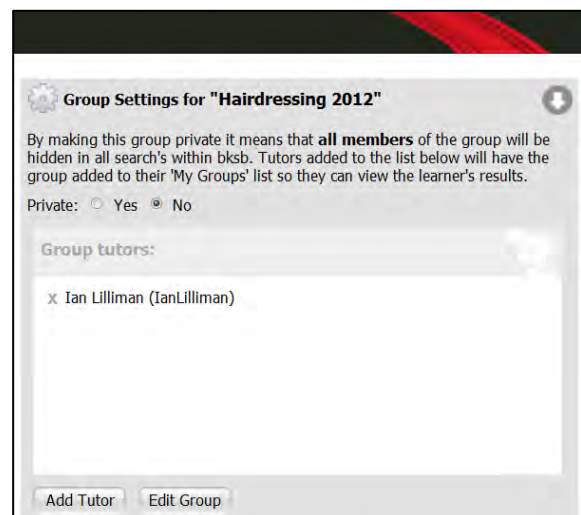 Group Settings for "Hairdressing 2012"
By making this group private it means that all members of the group will be
hidden in all search's within bksb. Tutors added to the list below will have the
group added to their 'My Groups' list so they can view the learner's results.
Private: Yes No
Group tutors:
x Ian Lilliman (IanLilliman)
Add Tutor Edit Group